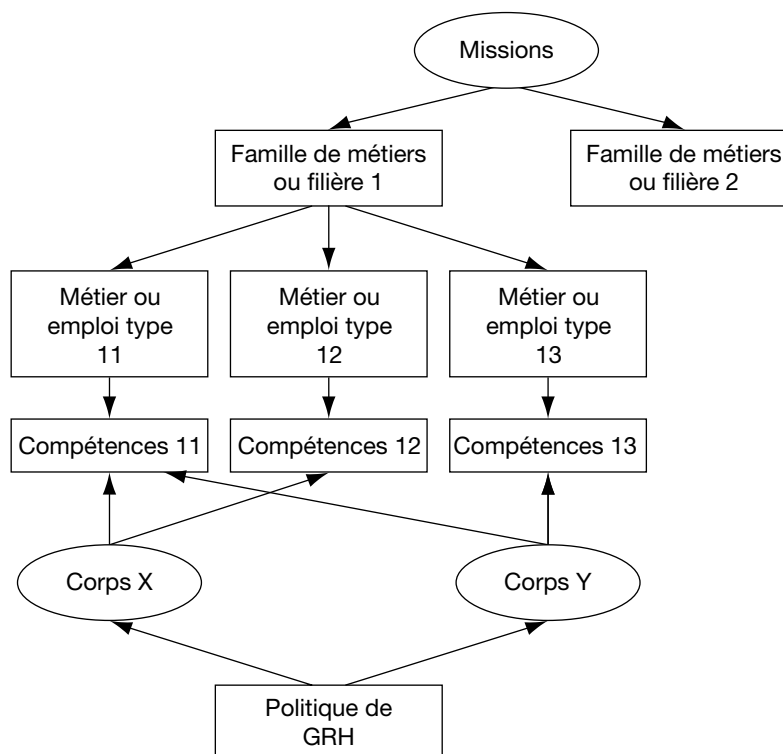 Missions
Famille de métiers
ou filière 1
Famille de métiers
ou filière 2
Métier ou
emploi type
11
Métier ou
emploi type
12
Métier ou
emploi type
13
Compétences 11
Compétences 12
Compétences 13
Corps X
Corps Y
Politique de
GRH